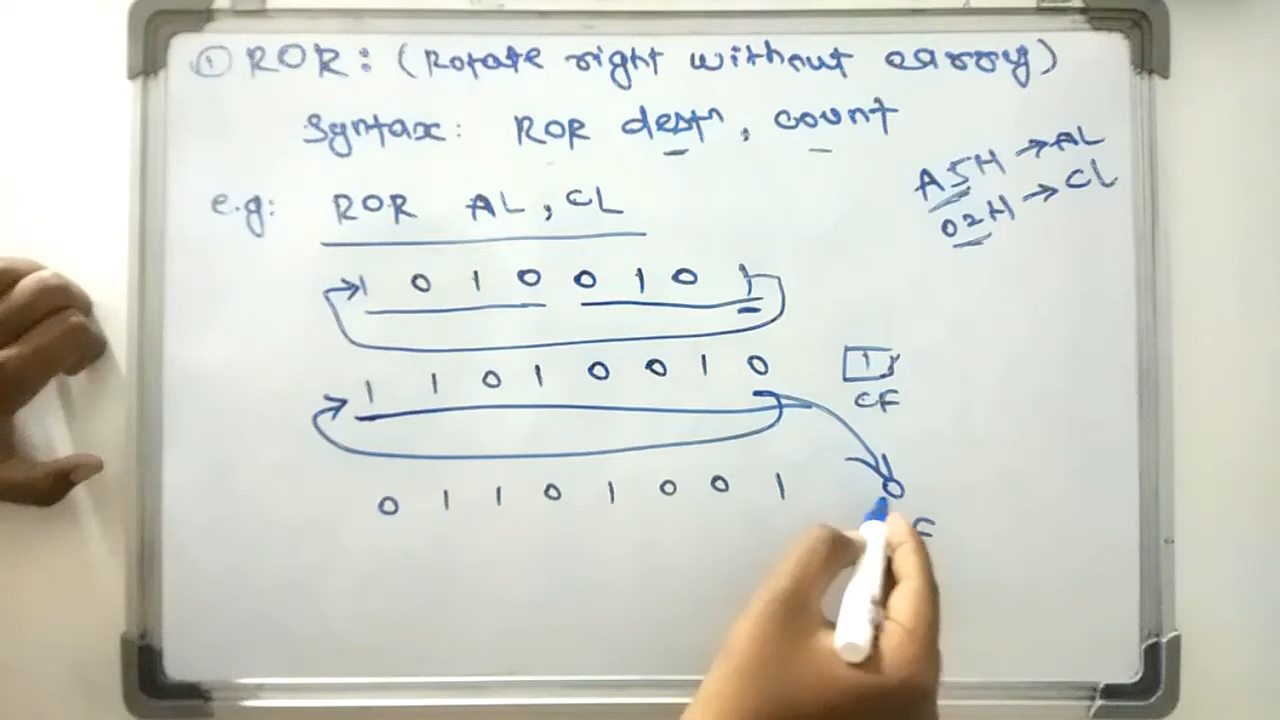 ① ROR: (Rotate right without carry)
Syntax: ROR destn, count
A5H → AL
02H → CL
e.g: ROR AL, CL
1 0 1 0 0 1 0 1
1 1 0 1 0 0 1 0 1
CF
0 1 1 0 1 0 0 1 0
F